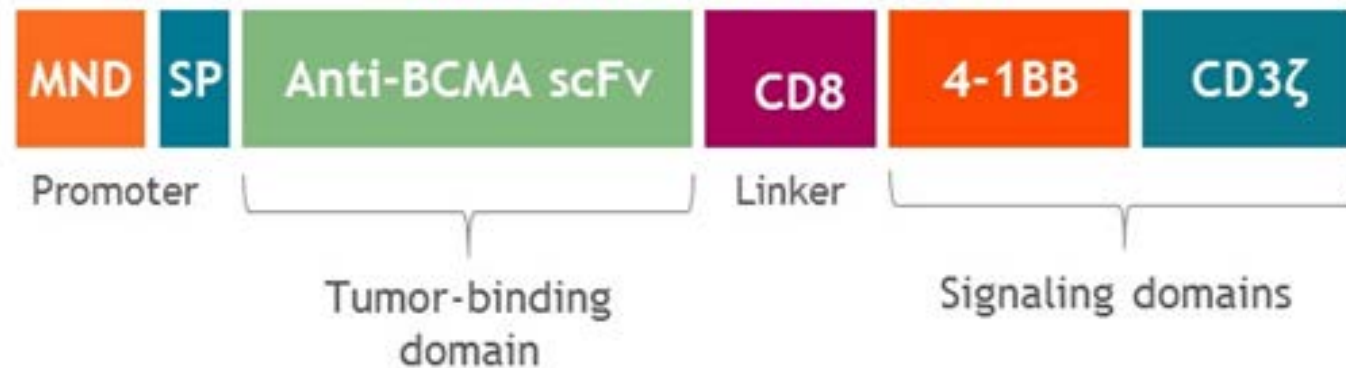 MND SP Anti-BCMA scFv CD8 4-1BB CD3ζ
Promoter Linker
Tumor-binding
domain
Signaling domains